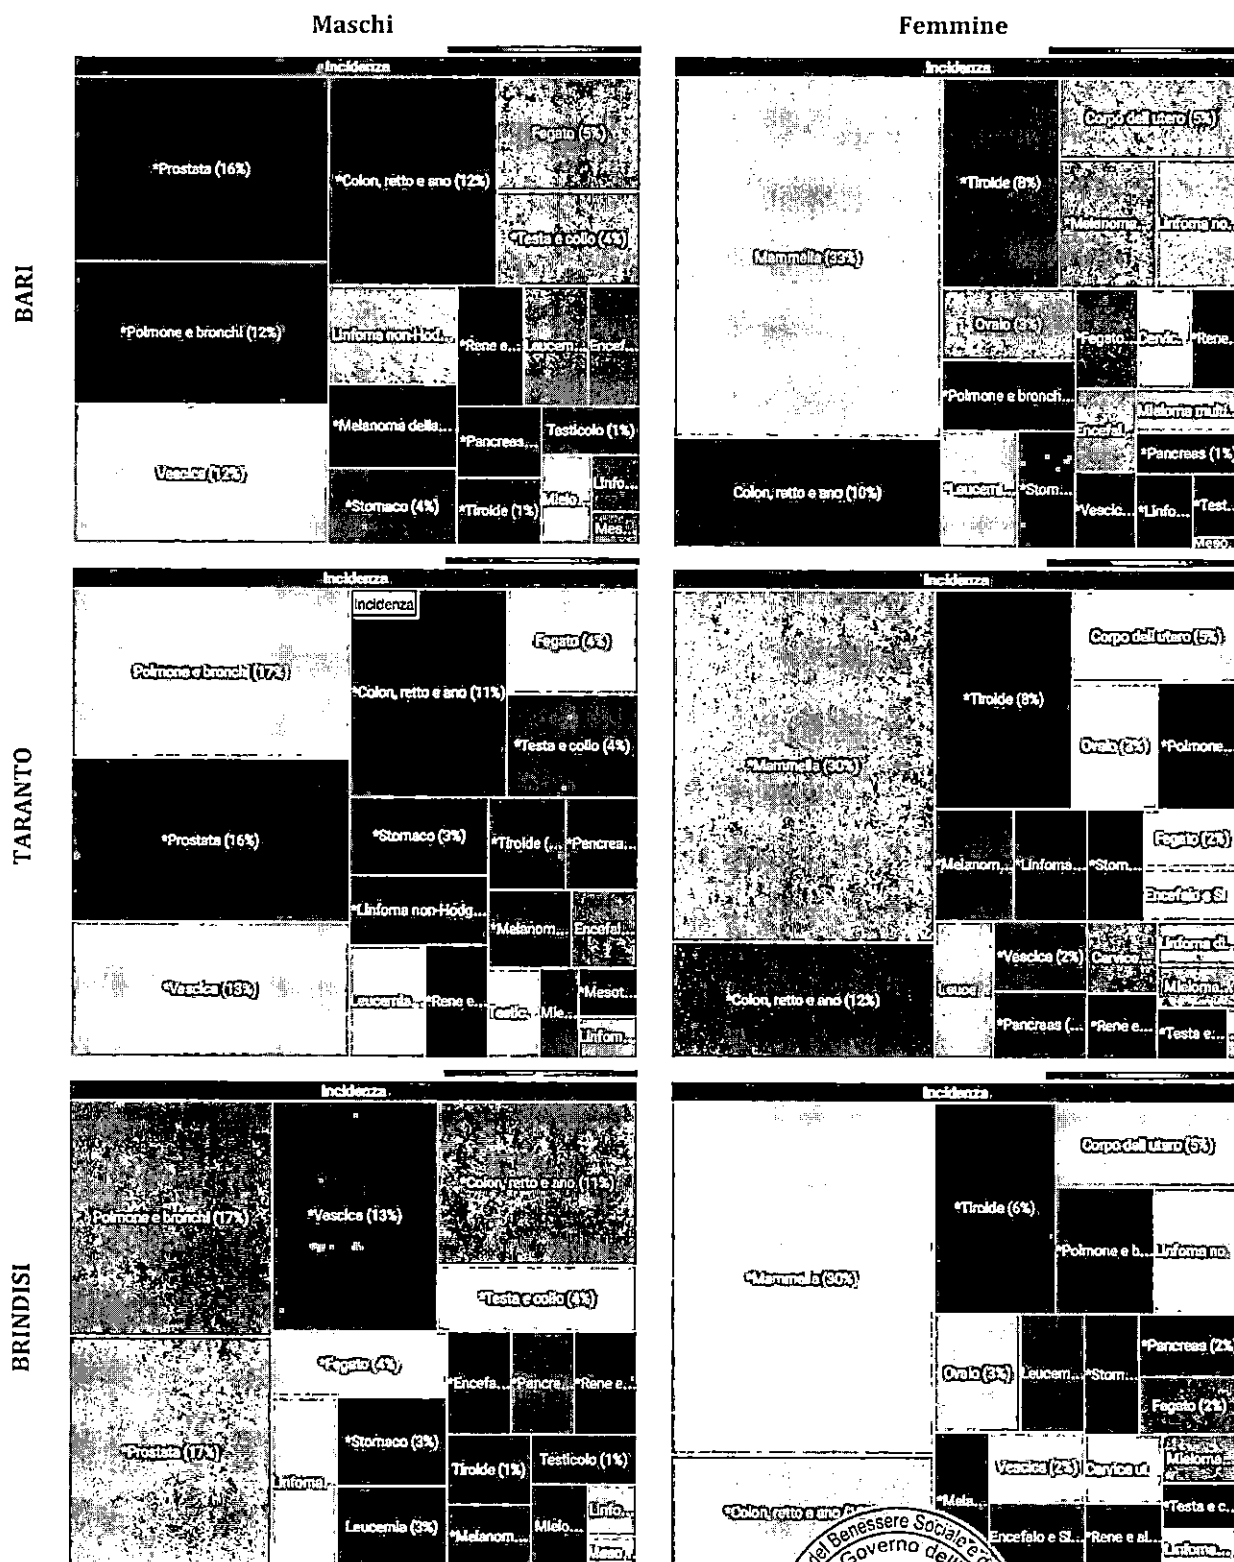 Maschi
Femmine
BARI
Incidenza
*Prostata (16%)
*Colon, retto e ano (12%)
Fegato (5%)
*Testa e collo (4%)
*Polmone e bronchi (12%)
Linfoma non-Hod...
*Rene e...
Leucem...
Encef...
*Melanoma della...
*Pancreas...
Testicolo (1%)
Vescica (12%)
*Stomaco (4%)
*Tiroide (1%)
Mielo...
Linfo...
Mes...
Incidenza
Mammella (33%)
*Tiroide (8%)
Corpo dell utero (5%)
*Melanoma...
Linfoma no...
Ovaio (3%)
*Fegato...
Cervic...
*Rene...
*Polmone e bronch...
Encefal...
Mieloma multi...
*Pancreas (1%)
Colon, retto e ano (10%)
*Leucemi...
*Stom...
*Vescic...
*Linfo...
*Test...
Meso...
TARANTO
Incidenza
Incidenza
Polmone e bronchi (17%)
*Colon, retto e ano (11%)
Fegato (4%)
*Testa e collo (4%)
*Prostata (16%)
*Stomaco (3%)
*Tiroide (...
*Pancrea...
*Linfoma non-Hodg...
*Melanom...
Encefal...
*Vescica (13%)
Leucemia...
*Rene e...
Testic...
Mie...
*Mesot...
Linfom...
Incidenza
*Mammella (30%)
*Tiroide (8%)
Corpo dell utero (5%)
Ovaio (3%)
*Polmone...
*Melanom...
*Linfoma...
*Stom...
Fegato (2%)
Encefalo e SI
*Colon, retto e ano (12%)
Leuce...
*Vescica (2%)
Cervice...
Linfoma di...
Mieloma...
*Pancreas (...
*Rene e...
*Testa e...
BRINDISI
Incidenza
Polmone e bronchi (17%)
*Vescica (13%)
*Colon, retto e ano (11%)
*Testa e collo (4%)
*Prostata (17%)
*Fegato (4%)
*Encefa...
*Pancre...
*Rene e...
Linfoma...
*Stomaco (3%)
Tiroide (1%)
Testicolo (1%)
Leucemia (3%)
*Melanom...
Mielo...
Linfo...
Meso...
Incidenza
*Mammella (30%)
*Tiroide (6%)
Corpo dell utero (5%)
*Polmone e b...
Linfoma no...
Ovaio (3%)
Leucem...
*Stom...
*Pancreas (2%)
Fegato (2%)
*Colon, retto e ano
*Mela...
Vescica (2%)
Cervice ut...
Mieloma...
*Testa e c...
Encefalo e SI...
*Rene e al...
Linfoma...
del Benessere Sociale e d
Governo dell